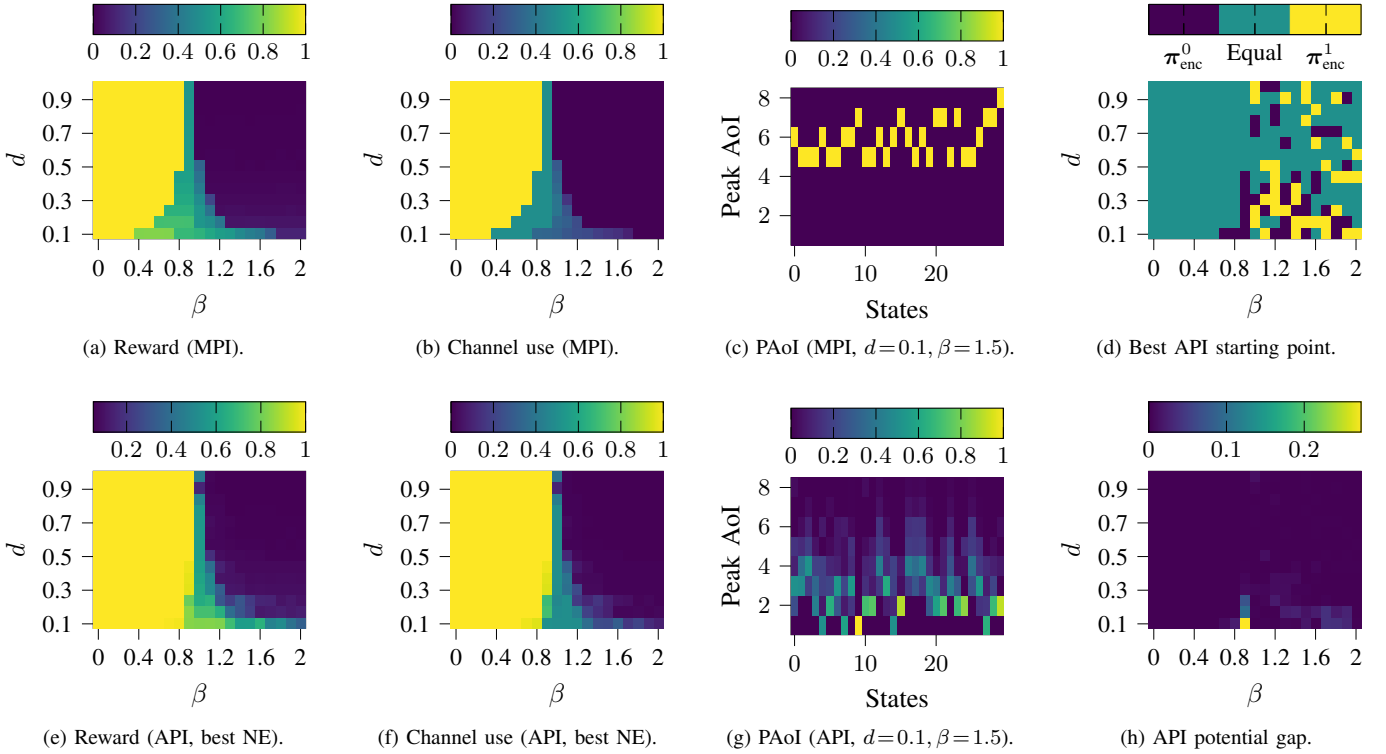 0 0.2 0.4 0.6 0.8 1
0.9
0.7
0.5
0.3
0.1
d
0 0.4 0.8 1.2 1.6 2
β
(a) Reward (MPI).
0 0.2 0.4 0.6 0.8 1
0.9
0.7
0.5
0.3
0.1
d
0 0.4 0.8 1.2 1.6 2
β
(b) Channel use (MPI).
0 0.2 0.4 0.6 0.8 1
8
6
4
2
Peak AoI
0 20
States
(c) PAoI (MPI, d=0.1, β=1.5).
π⁰enc Equal π¹enc
0.9
0.7
0.5
0.3
0.1
d
0 0.4 0.8 1.2 1.6 2
β
(d) Best API starting point.
0.2 0.4 0.6 0.8 1
0.9
0.7
0.5
0.3
0.1
d
0 0.4 0.8 1.2 1.6 2
β
(e) Reward (API, best NE).
0 0.2 0.4 0.6 0.8 1
0.9
0.7
0.5
0.3
0.1
d
0 0.4 0.8 1.2 1.6 2
β
(f) Channel use (API, best NE).
0 0.2 0.4 0.6 0.8 1
8
6
4
2
Peak AoI
0 20
States
(g) PAoI (API, d=0.1, β=1.5).
0 0.1 0.2
0.9
0.7
0.5
0.3
0.1
d
0 0.4 0.8 1.2 1.6 2
β
(h) API potential gap.